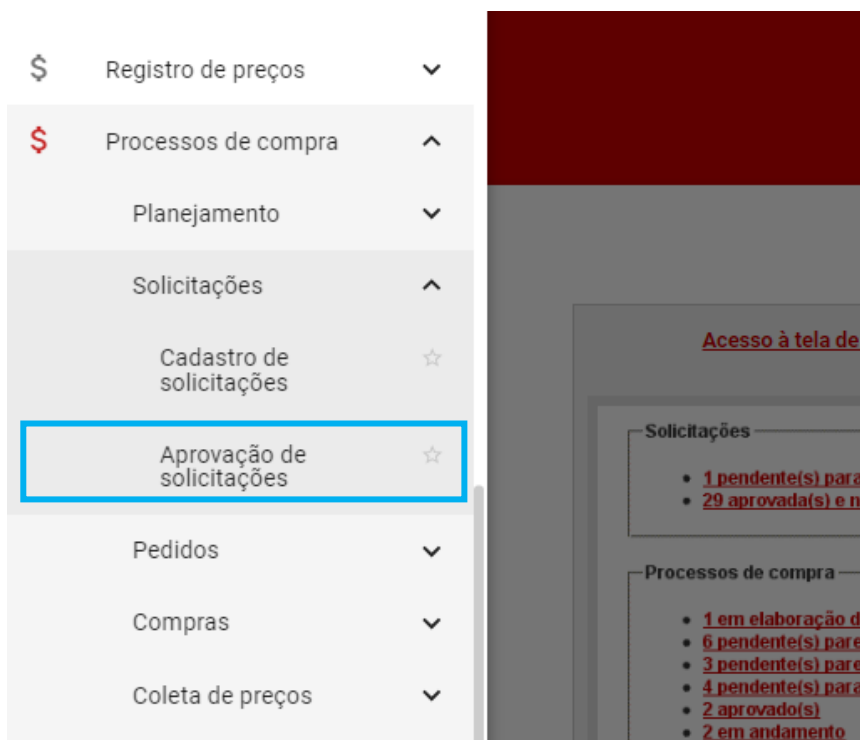 $ Registro de preços
$ Processos de compra
Planejamento
Solicitações
Cadastro de
solicitações
Aprovação de
solicitações
Pedidos
Compras
Coleta de preços
Acesso à tela de
Solicitações
1 pendente(s) para
29 aprovada(s) e n
Processos de compra
1 em elaboração d
6 pendente(s) pare
3 pendente(s) pare
4 pendente(s) para
2 aprovado(s)
2 em andamento